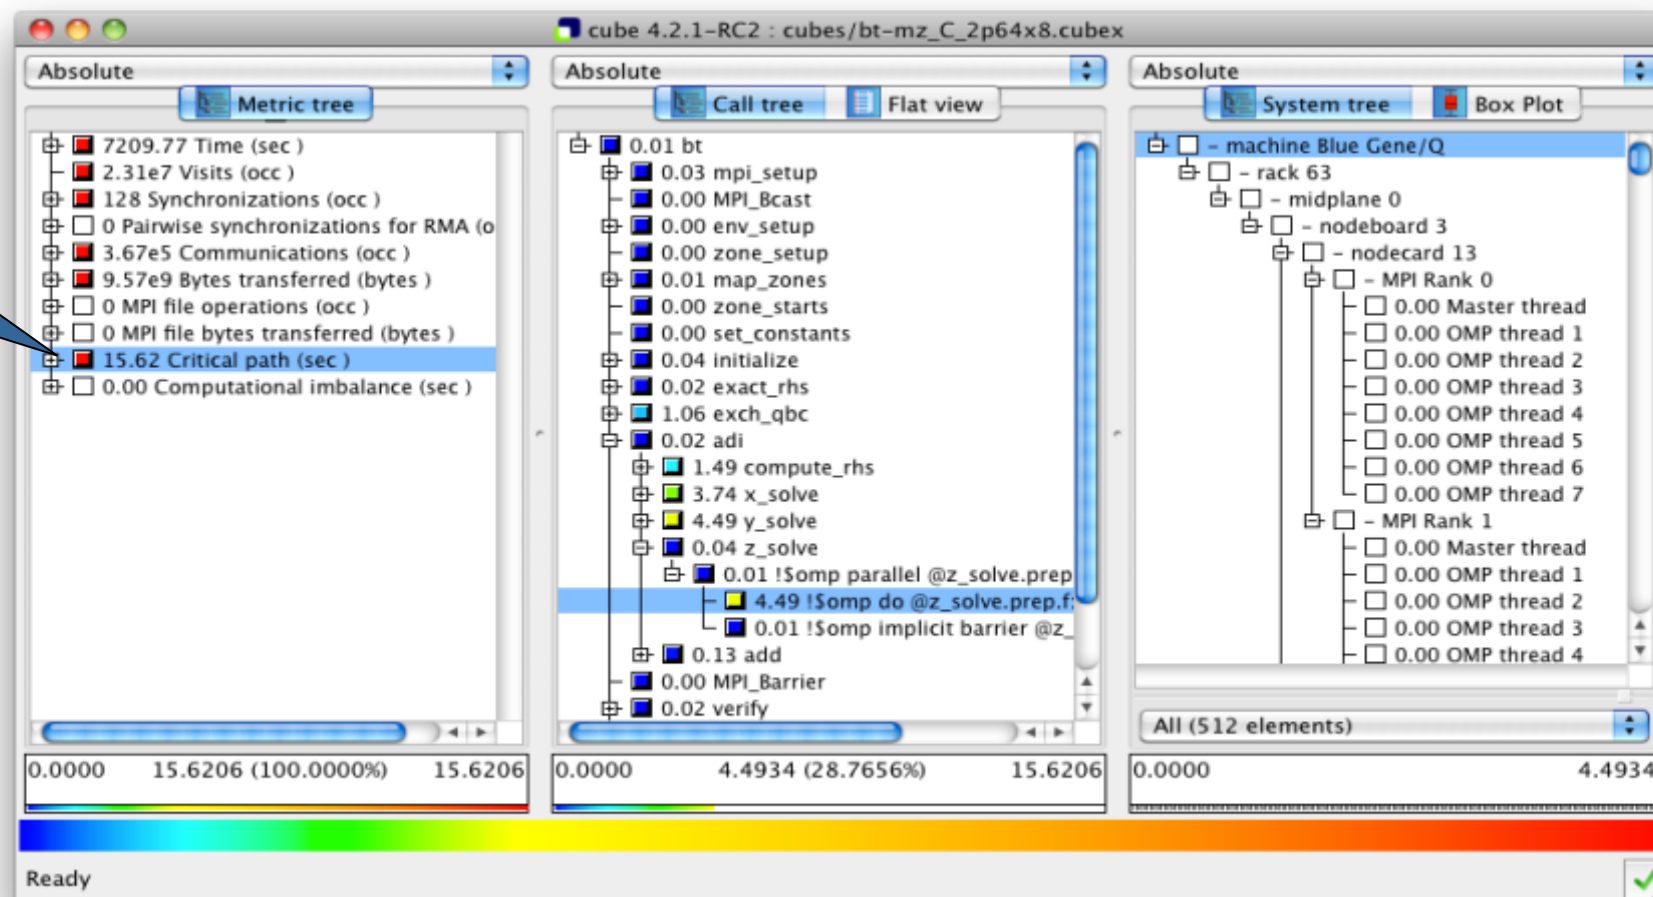 cube 4.2.1-RC2 : cubes/bt-mz_C_2p64x8.cubex
Absolute
Metric tree
7209.77 Time (sec )
2.31e7 Visits (occ )
128 Synchronizations (occ )
0 Pairwise synchronizations for RMA (o
3.67e5 Communications (occ )
9.57e9 Bytes transferred (bytes )
0 MPI file operations (occ )
0 MPI file bytes transferred (bytes )
15.62 Critical path (sec )
0.00 Computational imbalance (sec )
0.0000 15.6206 (100.0000%) 15.6206
Absolute
Call tree Flat view
0.01 bt
0.03 mpi_setup
0.00 MPI_Bcast
0.00 env_setup
0.00 zone_setup
0.01 map_zones
0.00 zone_starts
0.00 set_constants
0.04 initialize
0.02 exact_rhs
1.06 exch_qbc
0.02 adi
1.49 compute_rhs
3.74 x_solve
4.49 y_solve
0.04 z_solve
0.01 !$omp parallel @z_solve.prep
4.49 !$omp do @z_solve.prep.f:
0.01 !$omp implicit barrier @z_
0.13 add
0.00 MPI_Barrier
0.02 verify
0.0000 4.4934 (28.7656%) 15.6206
Absolute
System tree Box Plot
- machine Blue Gene/Q
- rack 63
- midplane 0
- nodeboard 3
- nodecard 13
- MPI Rank 0
0.00 Master thread
0.00 OMP thread 1
0.00 OMP thread 2
0.00 OMP thread 3
0.00 OMP thread 4
0.00 OMP thread 5
0.00 OMP thread 6
0.00 OMP thread 7
- MPI Rank 1
0.00 Master thread
0.00 OMP thread 1
0.00 OMP thread 2
0.00 OMP thread 3
0.00 OMP thread 4
All (512 elements)
0.0000 4.4934
Ready